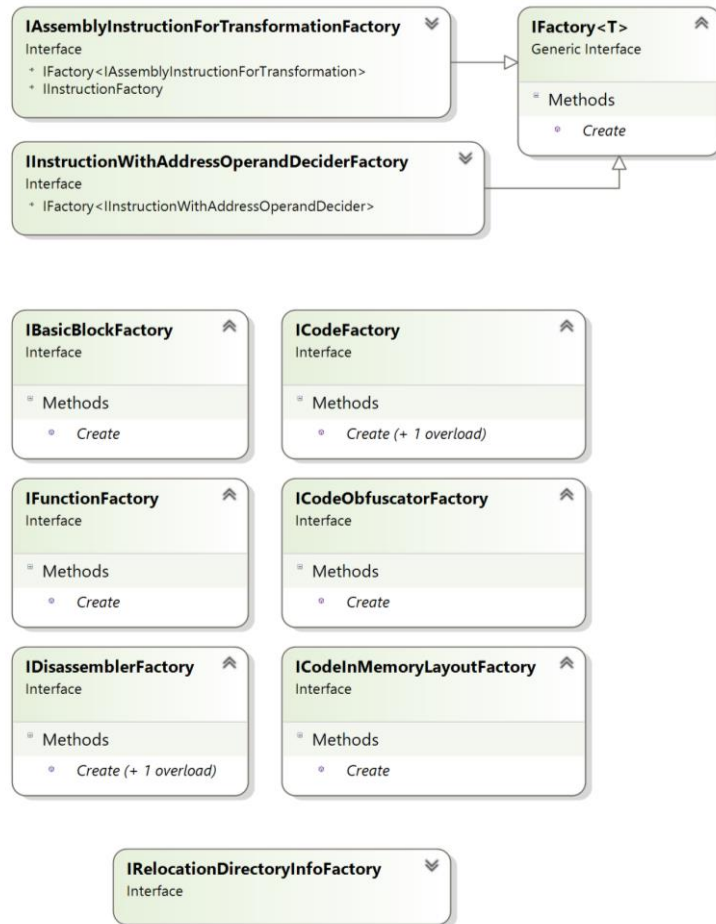 IAssemblyInstructionForTransformationFactory
Interface
IFactory<IAssemblyInstructionForTransformation>
IInstructionFactory
IFactory<T>
Generic Interface
Methods
Create
IInstructionWithAddressOperandDeciderFactory
Interface
IFactory<IInstructionWithAddressOperandDecider>
IBasicBlockFactory
Interface
Methods
Create
ICodeFactory
Interface
Methods
Create (+ 1 overload)
IFunctionFactory
Interface
Methods
Create
ICodeObfuscatorFactory
Interface
Methods
Create
IDisassemblerFactory
Interface
Methods
Create (+ 1 overload)
ICodeInMemoryLayoutFactory
Interface
Methods
Create
IRelocationDirectoryInfoFactory
Interface